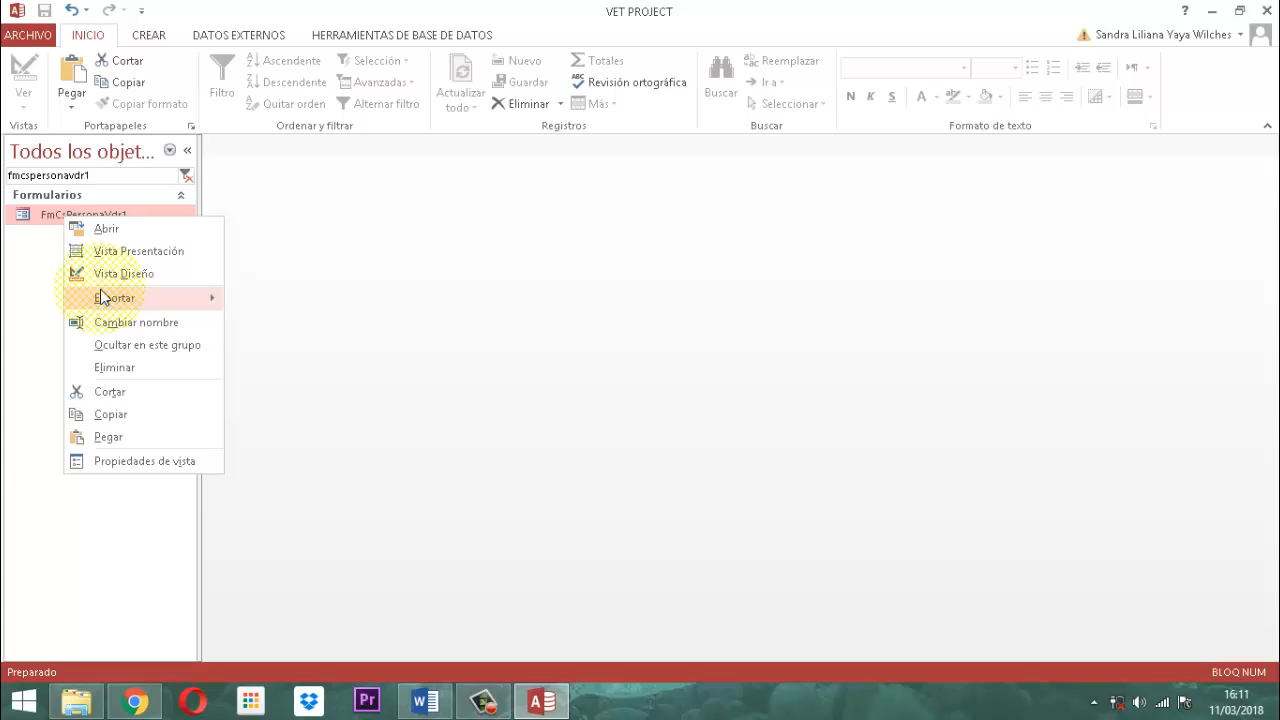 VET PROJECT
?
ARCHIVO
INICIO
CREAR
DATOS EXTERNOS
HERRAMIENTAS DE BASE DE DATOS
Sandra Liliana Yaya Wilches
Ver
Vistas
Pegar
Cortar
Copiar
Copiar formato
Portapapeles
Filtro
Ascendente
Descendente
Quitar orden
Selección
Avanzadas
Alternar filtro
Ordenar y filtrar
Actualizar
todo
Nuevo
Guardar
Eliminar
Totales
Revisión ortográfica
Más
Registros
Buscar
Reemplazar
Ir a
Seleccionar
Buscar
N K S A
Formato de texto
Todos los objet...
fmcspersonavdr1
Formularios
FmCsPersonaVdr1
Abrir
Vista Presentación
Vista Diseño
Exportar
Cambiar nombre
Ocultar en este grupo
Eliminar
Cortar
Copiar
Pegar
Propiedades de vista
Preparado
BLOQ NUM
Pr
16:11
11/03/2018